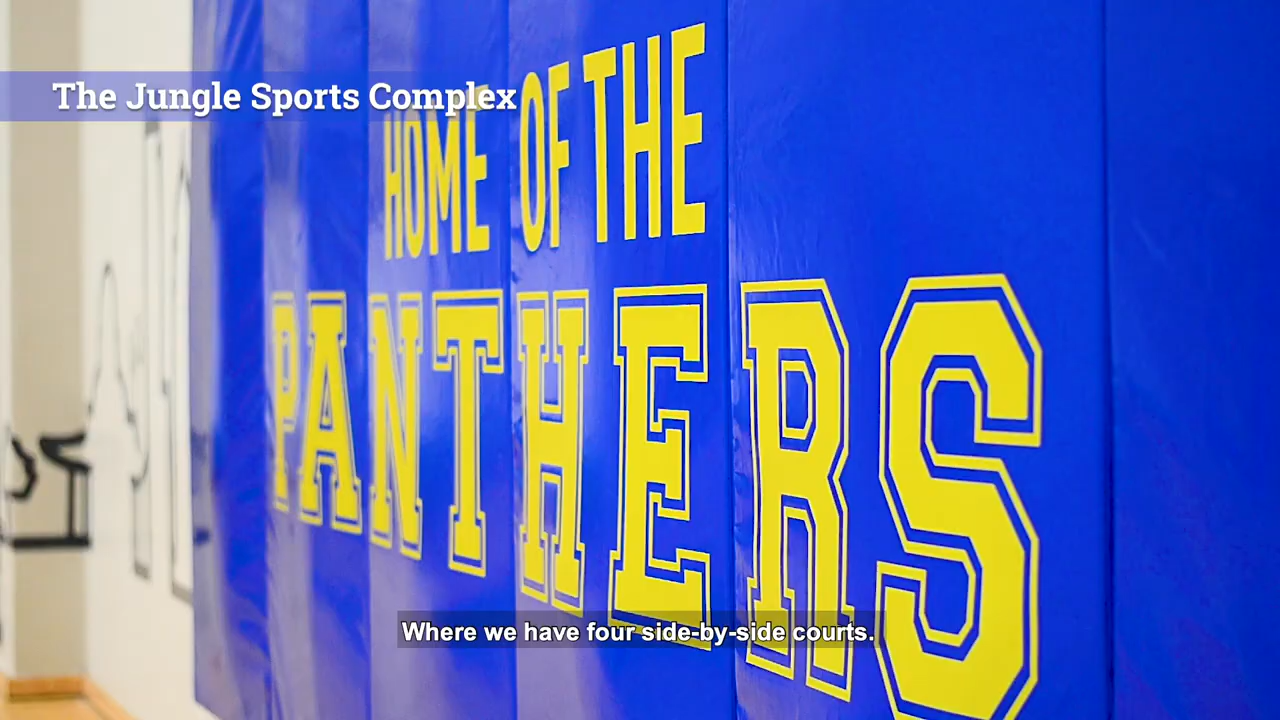 The Jungle Sports Complex
HOME OF THE
PANTHERS
Where we have four side-by-side courts.